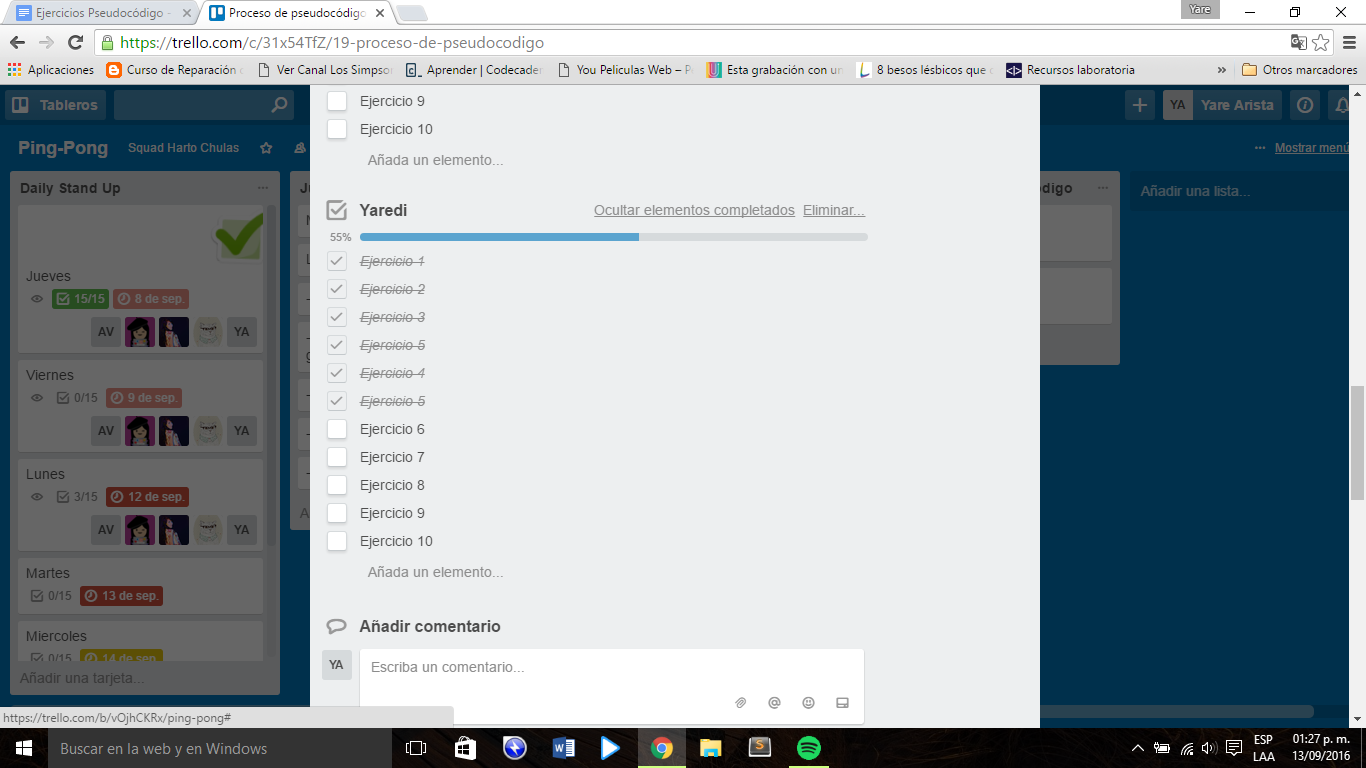 Ejercicios Pseudocódigo -
Proceso de pseudocódigo
Yare
https://trello.com/c/31x54TfZ/19-proceso-de-pseudocodigo
Aplicaciones
Curso de Reparación
Ver Canal Los Simpso
Aprender | Codecade
You Peliculas Web – P
Esta grabación con un
8 besos lésbicos que
Recursos laboratoria
»
Otros marcadores
Tableros
YA
Yare Arista
Ping-Pong
Squad Harto Chulas
Mostrar menú
Daily Stand Up
Jueves
15/15
8 de sep.
AV
YA
Viernes
0/15
9 de sep.
AV
YA
Lunes
3/15
12 de sep.
AV
YA
Martes
0/15
13 de sep.
Miercoles
0/15
14 de sep.
Añadir una tarjeta...
Ejercicio 9
Ejercicio 10
Añada un elemento...
Yaredi
Ocultar elementos completados
Eliminar...
55%
Ejercicio 1
Ejercicio 2
Ejercicio 3
Ejercicio 5
Ejercicio 4
Ejercicio 5
Ejercicio 6
Ejercicio 7
Ejercicio 8
Ejercicio 9
Ejercicio 10
Añada un elemento...
Añadir comentario
YA
Escriba un comentario...
digo
Añadir una lista...
https://trello.com/b/vOjhCKRx/ping-pong#
Buscar en la web y en Windows
ESP
LAA
01:27 p. m.
13/09/2016